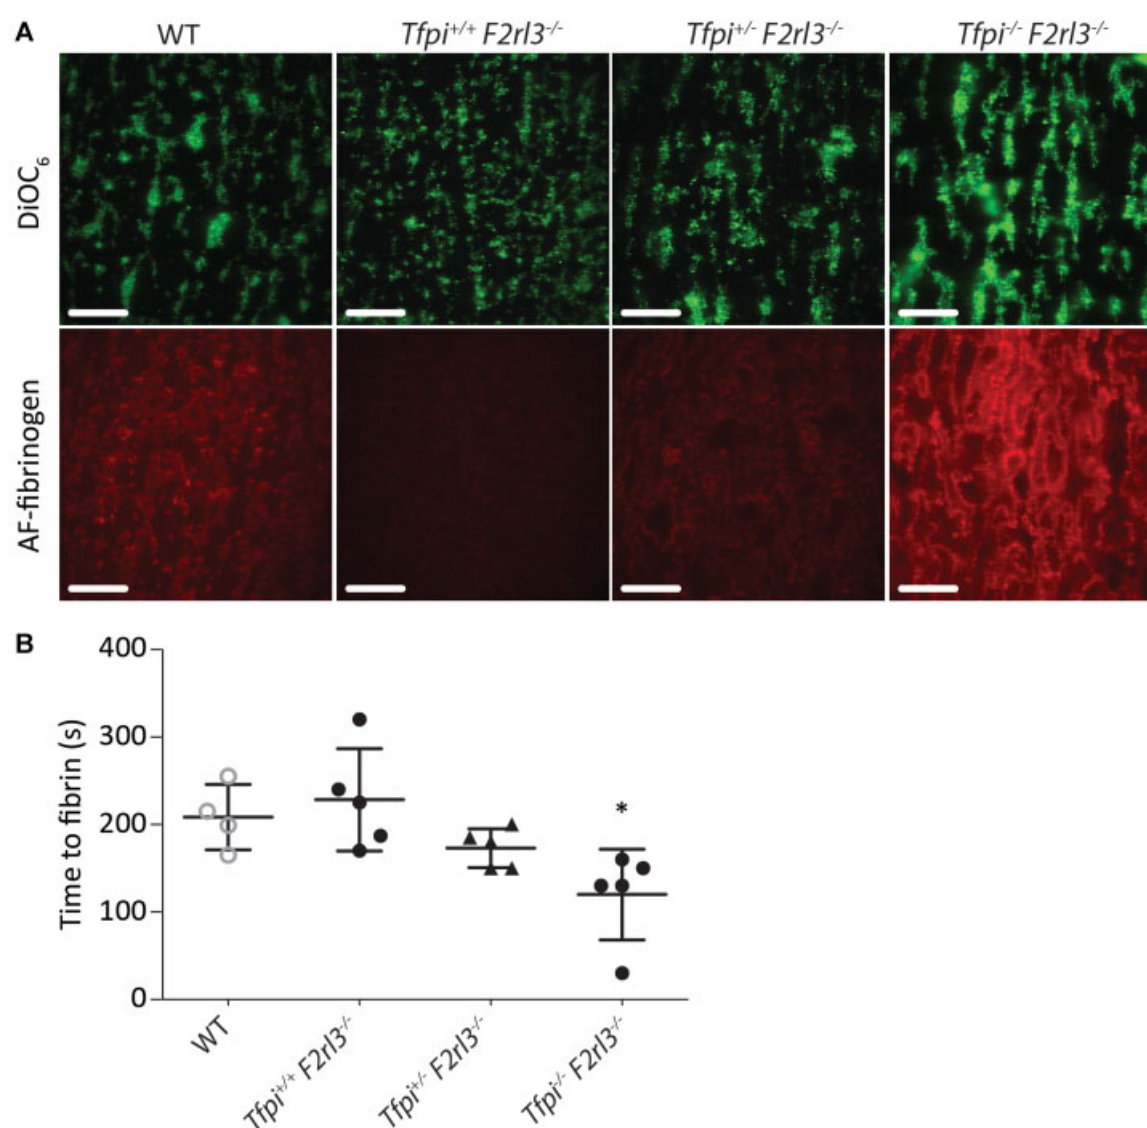 A
WT
Tfpi+/+ F2rl3-/-
Tfpi+/- F2rl3-/-
Tfpi-/- F2rl3-/-
DiOC6
AF-fibrinogen
B
Time to fibrin (s)
400
300
200
100
0
*
WT
Tfpi+/+ F2rl3-/-
Tfpi+/- F2rl3-/-
Tfpi-/- F2rl3-/-